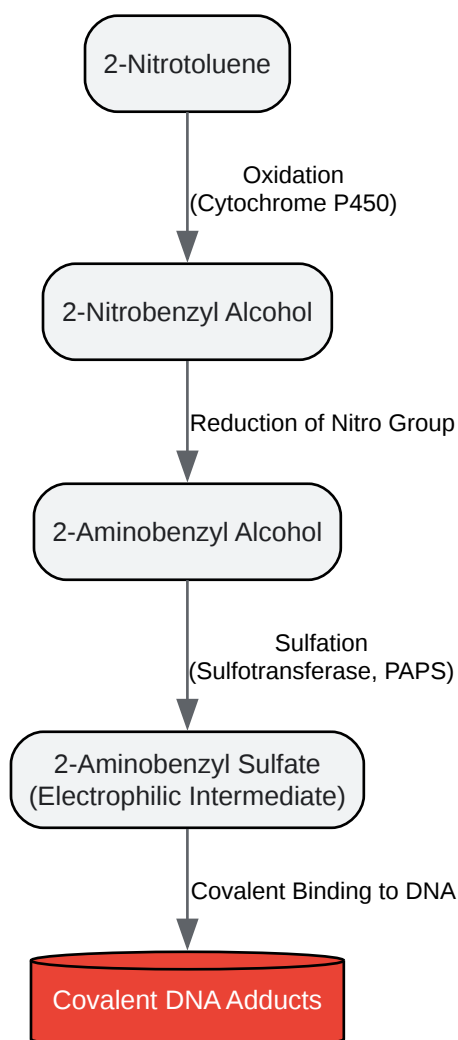 2-Nitrotoluene
Oxidation
(Cytochrome P450)
2-Nitrobenzyl Alcohol
Reduction of Nitro Group
2-Aminobenzyl Alcohol
Sulfation
(Sulfotransferase, PAPS)
2-Aminobenzyl Sulfate
(Electrophilic Intermediate)
Covalent Binding to DNA
Covalent DNA Adducts